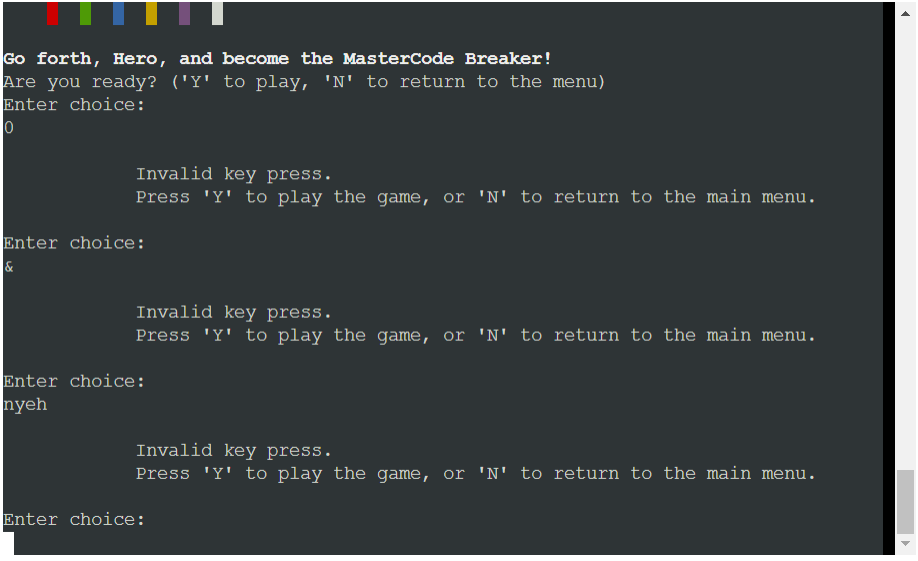 Go forth, Hero, and become the MasterCode Breaker!
Are you ready? ('Y' to play, 'N' to return to the menu)
Enter choice:
0
Invalid key press.
Press 'Y' to play the game, or 'N' to return to the main menu.
Enter choice:
&
Invalid key press.
Press 'Y' to play the game, or 'N' to return to the main menu.
Enter choice:
nyeh
Invalid key press.
Press 'Y' to play the game, or 'N' to return to the main menu.
Enter choice: